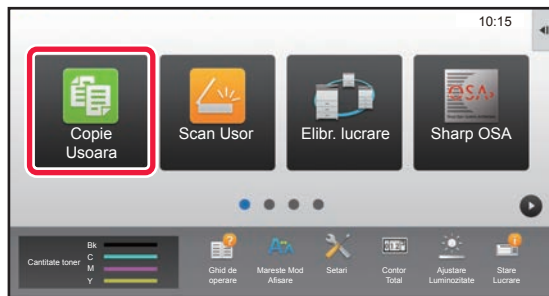 10:15
Copie
Usoara
Scan Usor
Elibr. lucrare
Sharp OSA
Cantitate toner
Bk
C
M
Y
Ghid de
operare
Mareste Mod
Afisare
Setari
Contor
Total
Ajustare
Luminozitate
Stare
Lucrare